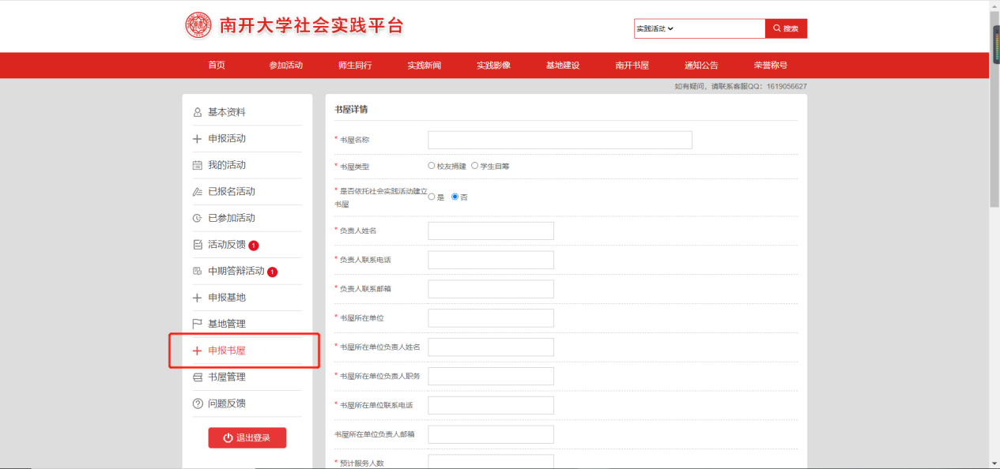 南开大学社会实践平台
实践活动
搜索
首页 参加活动 师生同行 实践新闻 实践影像 基地建设 南开书屋 通知公告 荣誉称号
如有疑问，请联系客服QQ：1619056627
基本资料
申报活动
我的活动
已报名活动
已参加活动
活动反馈 1
中期答辩活动 1
申报基地
基地管理
申报书屋
书屋管理
问题反馈
退出登录
书屋详情
* 书屋名称
* 书屋类型 校友捐建 学生自筹
* 是否依托社会实践活动建立
书屋
是 否
* 负责人姓名
* 负责人联系电话
* 负责人联系邮箱
* 书屋所在单位
* 书屋所在单位负责人姓名
* 书屋所在单位负责人职务
* 书屋所在单位联系电话
书屋所在单位负责人邮箱
* 预计服务人数